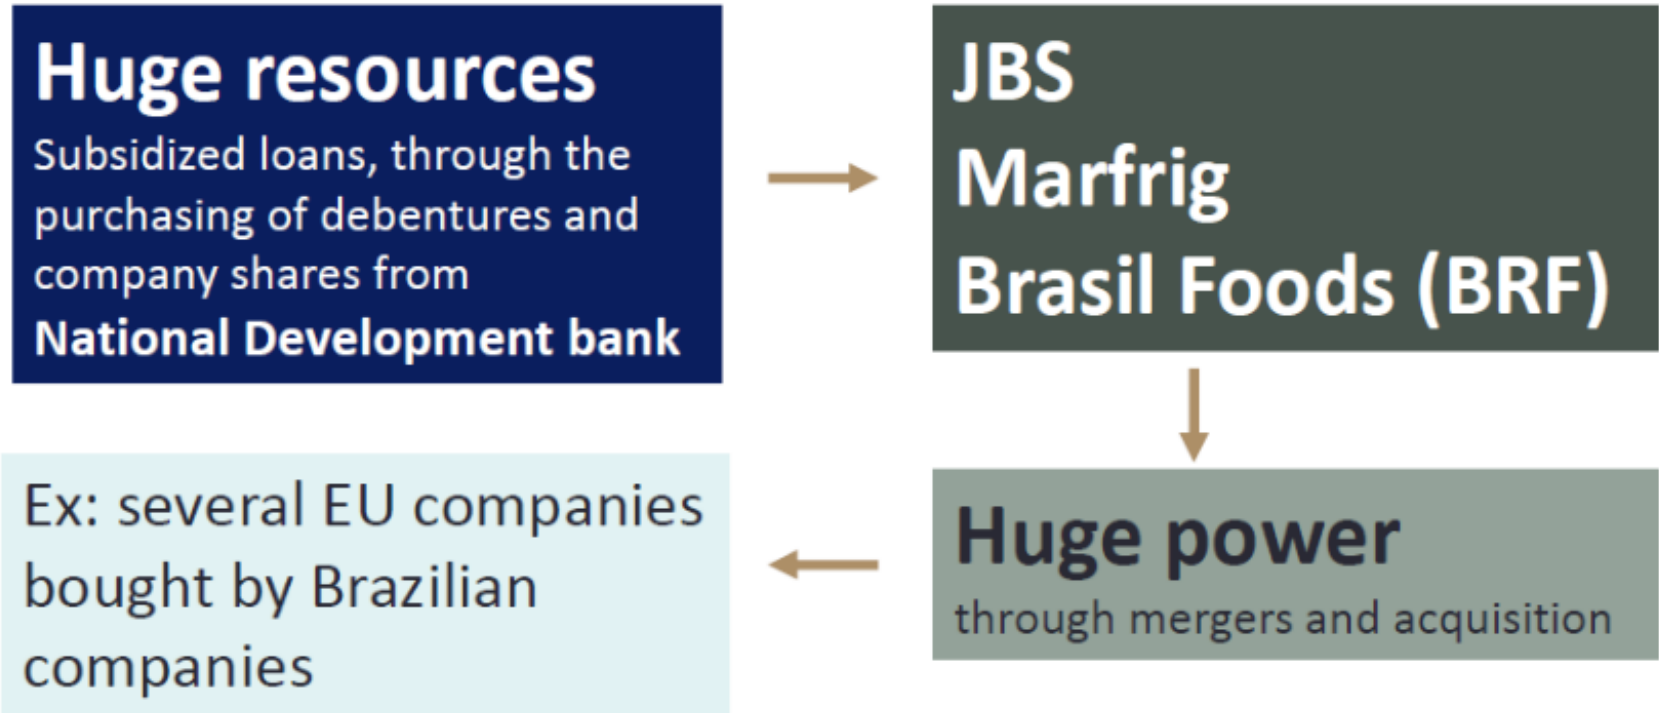 Huge resources
Subsidized loans, through the
purchasing of debentures and
company shares from
National Development bank
JBS
Marfrig
Brasil Foods (BRF)
Huge power
through mergers and acquisition
Ex: several EU companies
bought by Brazilian
companies